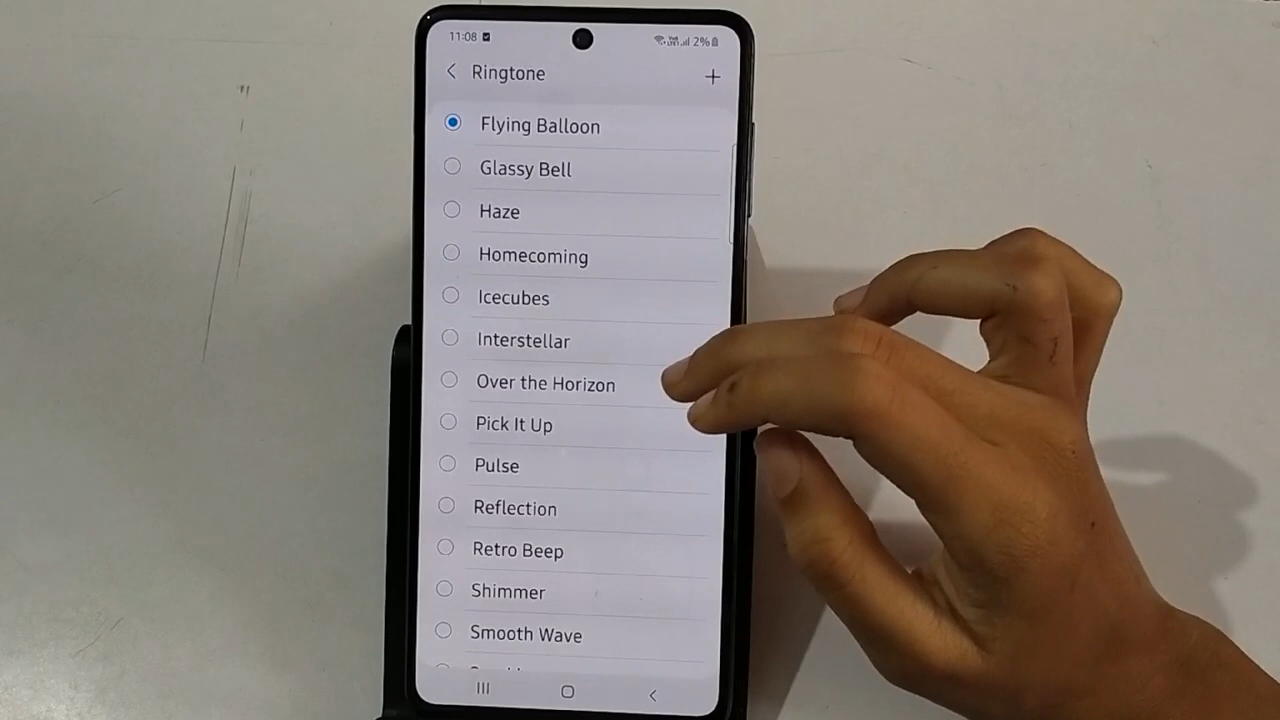 11:08 2%
Ringtone
Flying Balloon
Glassy Bell
Haze
Homecoming
Icecubes
Interstellar
Over the Horizon
Pick It Up
Pulse
Reflection
Retro Beep
Shimmer
Smooth Wave